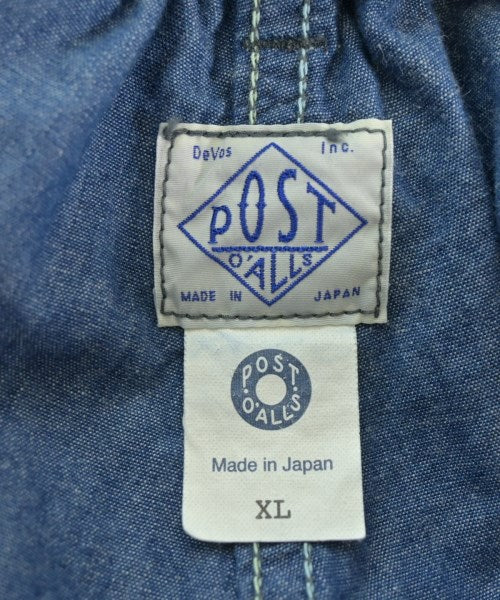 DeVos Inc.
POST
O'ALLS
MADE IN JAPAN
POST
O'ALLS
Made in Japan
XL